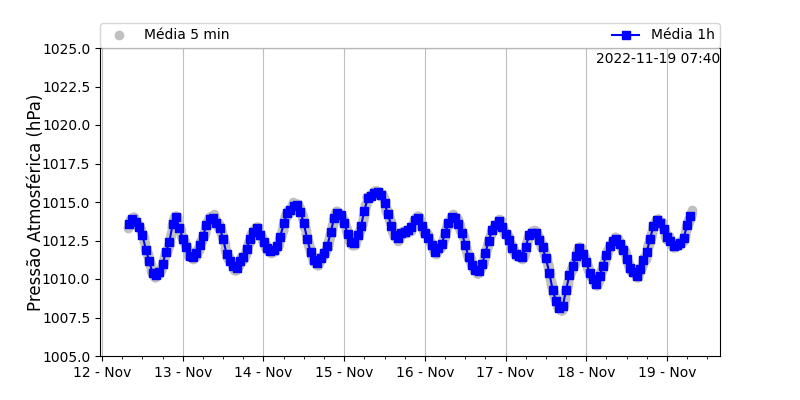 Média 5 min
Média 1h
2022-11-19 07:40
Pressão Atmosférica (hPa)
1025.0
1022.5
1020.0
1017.5
1015.0
1012.5
1010.0
1007.5
1005.0
12 - Nov
13 - Nov
14 - Nov
15 - Nov
16 - Nov
17 - Nov
18 - Nov
19 - Nov